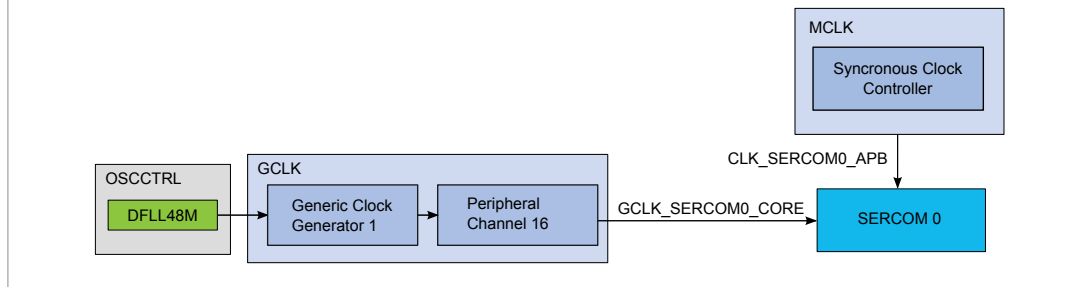 MCLK
Syncronous Clock
Controller
CLK_SERCOM0_APB
OSCCTRL
DFLL48M
GCLK
Generic Clock
Generator 1
Peripheral
Channel 16
GCLK_SERCOM0_CORE
SERCOM 0